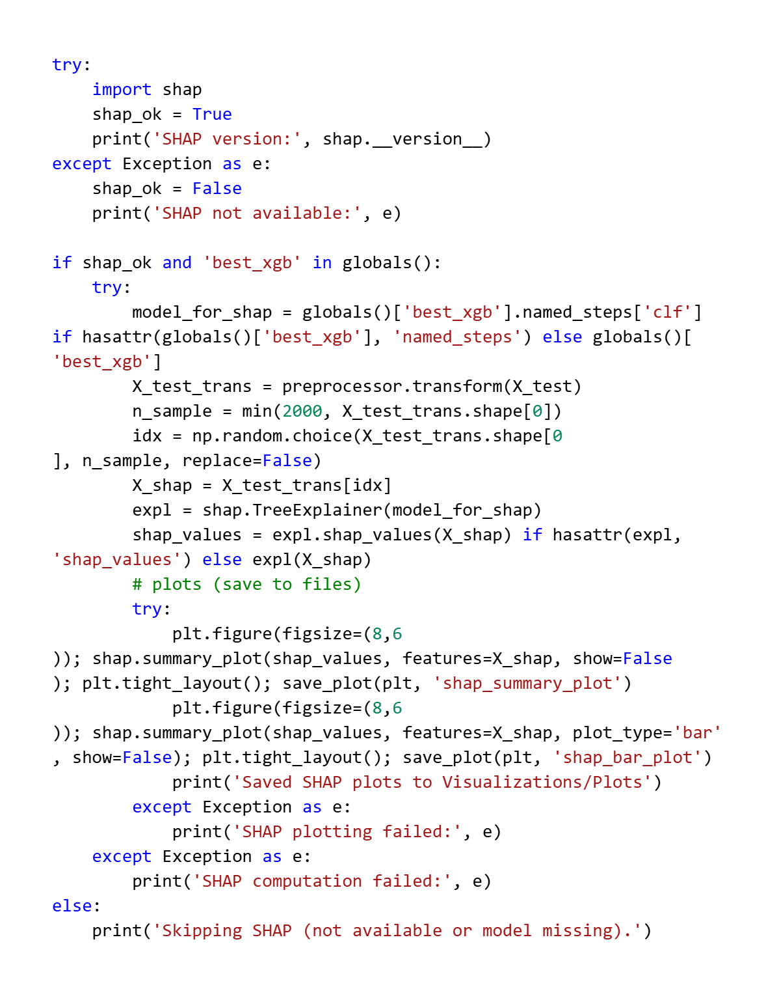 try:
    import shap
    shap_ok = True
    print('SHAP version:', shap.__version__)
except Exception as e:
    shap_ok = False
    print('SHAP not available:', e)

if shap_ok and 'best_xgb' in globals():
    try:
        model_for_shap = globals()['best_xgb'].named_steps['clf']
if hasattr(globals()['best_xgb'], 'named_steps') else globals()[
'best_xgb']
        X_test_trans = preprocessor.transform(X_test)
        n_sample = min(2000, X_test_trans.shape[0])
        idx = np.random.choice(X_test_trans.shape[0
], n_sample, replace=False)
        X_shap = X_test_trans[idx]
        expl = shap.TreeExplainer(model_for_shap)
        shap_values = expl.shap_values(X_shap) if hasattr(expl,
'shap_values') else expl(X_shap)
        # plots (save to files)
        try:
            plt.figure(figsize=(8,6
)); shap.summary_plot(shap_values, features=X_shap, show=False
); plt.tight_layout(); save_plot(plt, 'shap_summary_plot')
            plt.figure(figsize=(8,6
)); shap.summary_plot(shap_values, features=X_shap, plot_type='bar'
, show=False); plt.tight_layout(); save_plot(plt, 'shap_bar_plot')
            print('Saved SHAP plots to Visualizations/Plots')
        except Exception as e:
            print('SHAP plotting failed:', e)
    except Exception as e:
        print('SHAP computation failed:', e)
else:
    print('Skipping SHAP (not available or model missing).')